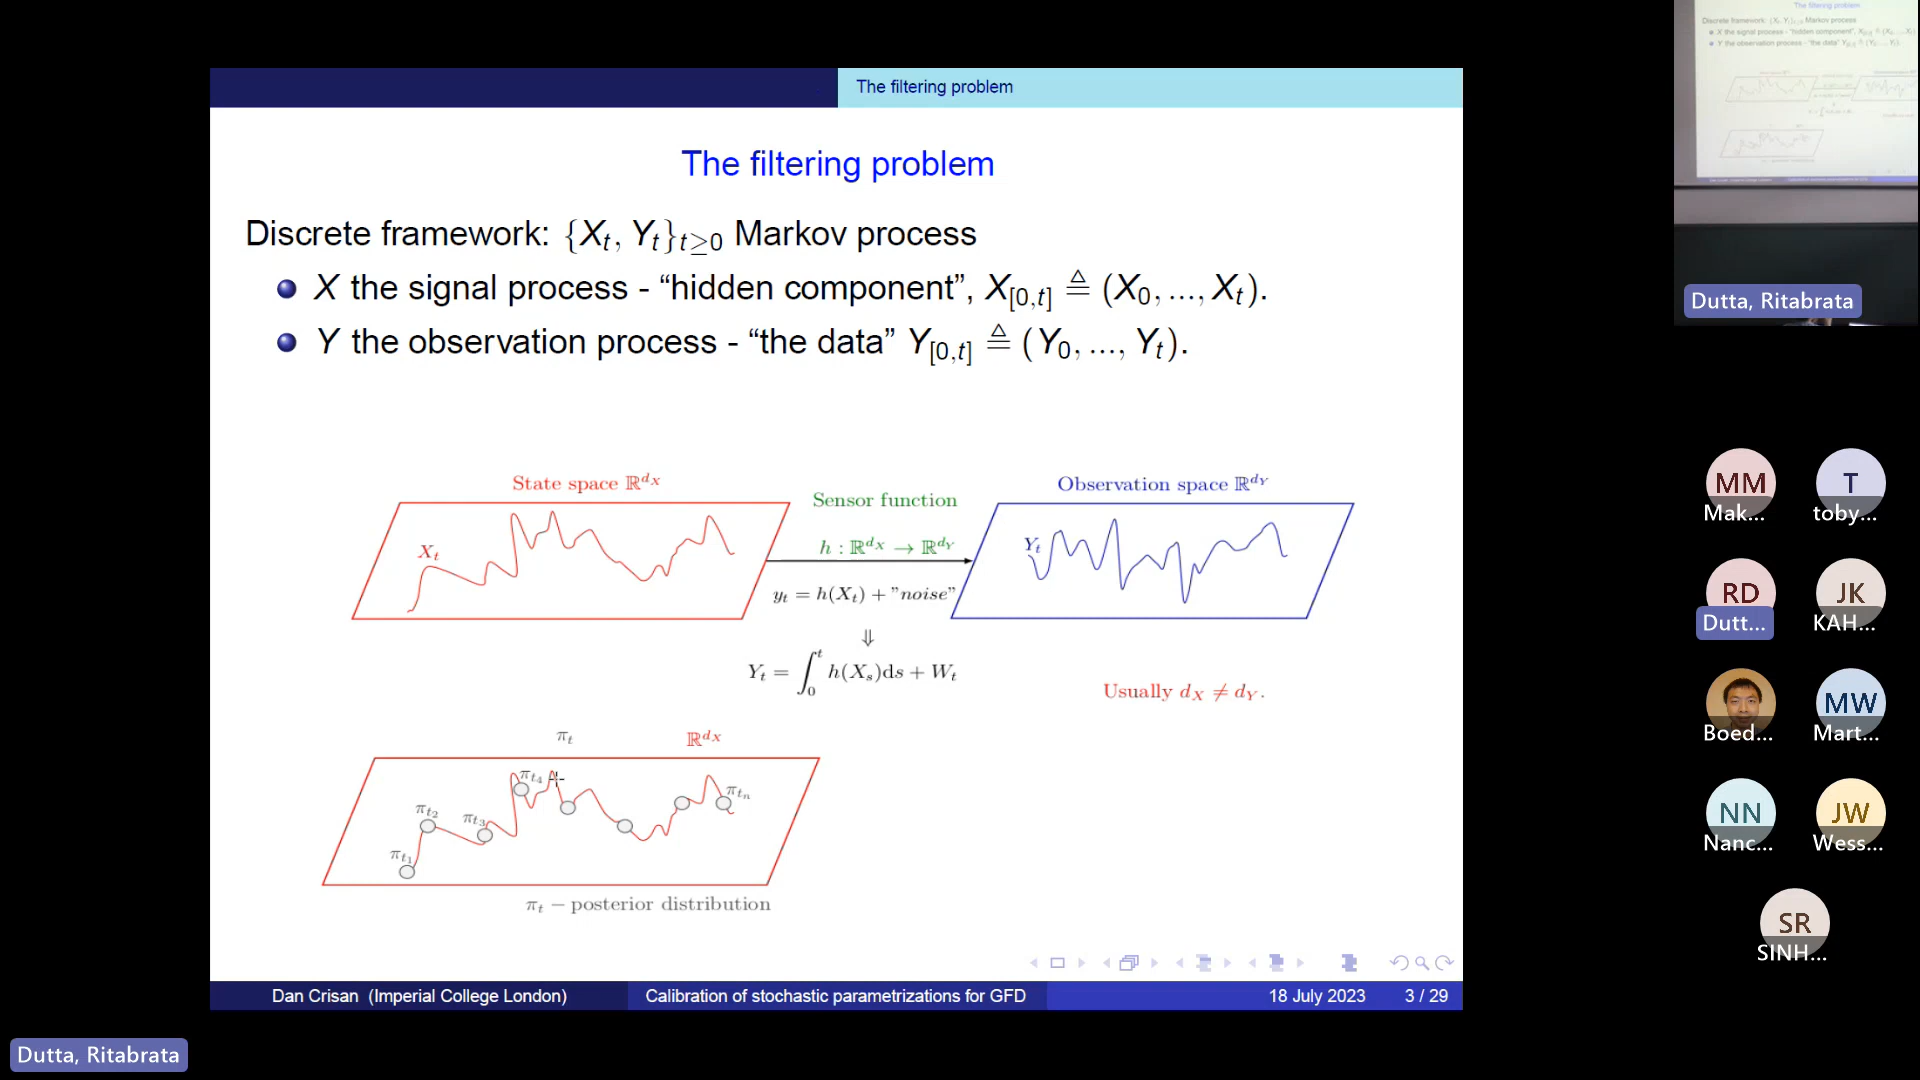 The filtering problem
The filtering problem
Discrete framework: {X_t, Y_t}_{t≥0} Markov process
X the signal process - “hidden component”, X_{[0,t]} ≜ (X_0, ..., X_t).
Y the observation process - “the data” Y_{[0,t]} ≜ (Y_0, ..., Y_t).
State space ℝ^{d_X}
Sensor function
Observation space ℝ^{d_Y}
X_t
h : ℝ^{d_X} → ℝ^{d_Y}
Y_t
y_t = h(X_t) + ”noise”
⇓
Y_t = ∫_0^t h(X_s)ds + W_t
Usually d_X ≠ d_Y.
π_t
ℝ^{d_X}
π_{t_1}
π_{t_2}
π_{t_3}
π_{t_4}
π_{t_n}
π_t − posterior distribution
Dan Crisan (Imperial College London)
Calibration of stochastic parametrizations for GFD
18 July 2023
3 / 29
Dutta, Ritabrata
The filtering problem
Dutta, Ritabrata
MM
Mak...
T
toby...
RD
Dutt...
JK
KAH...
Boed...
MW
Mart...
NN
Nanc...
JW
Wess...
SR
SINH...